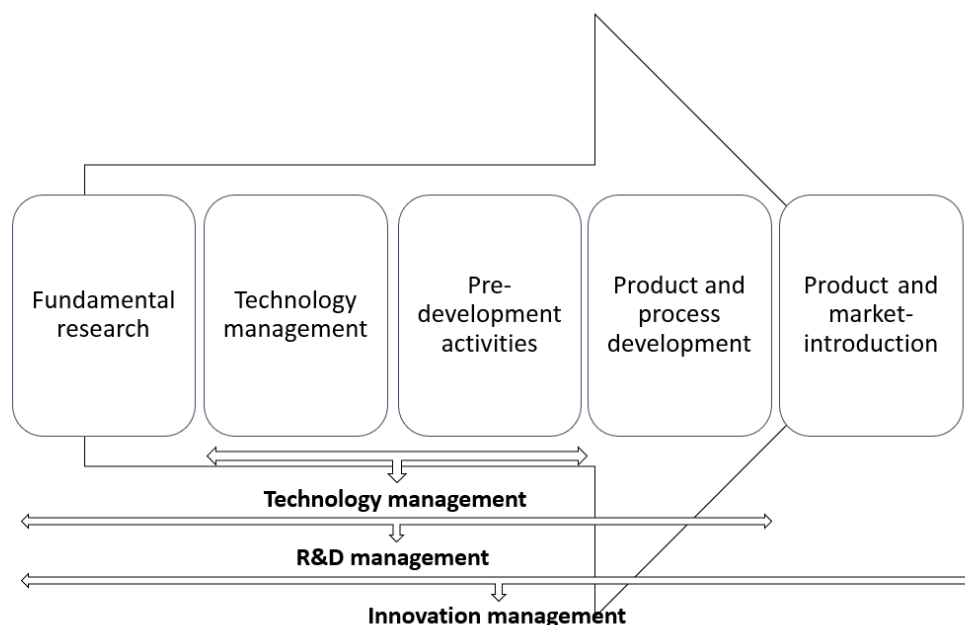 Fundamental
research
Technology
management
Pre-
development
activities
Product and
process
development
Product and
market-
introduction
Technology management
R&D management
Innovation management